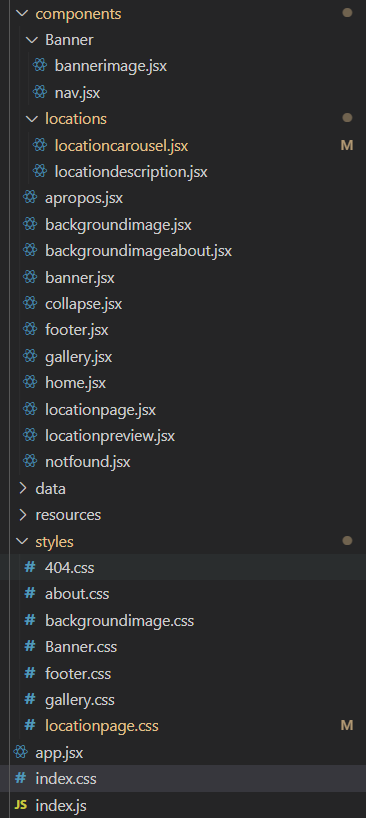 components
Banner
bannerimage.jsx
nav.jsx
locations
locationcarousel.jsx M
locationdescription.jsx
apropos.jsx
backgroundimage.jsx
backgroundimageabout.jsx
banner.jsx
collapse.jsx
footer.jsx
gallery.jsx
home.jsx
locationpage.jsx
locationpreview.jsx
notfound.jsx
data
resources
styles
# 404.css
# about.css
# backgroundimage.css
# Banner.css
# footer.css
# gallery.css
# locationpage.css M
app.jsx
# index.css
JS index.js